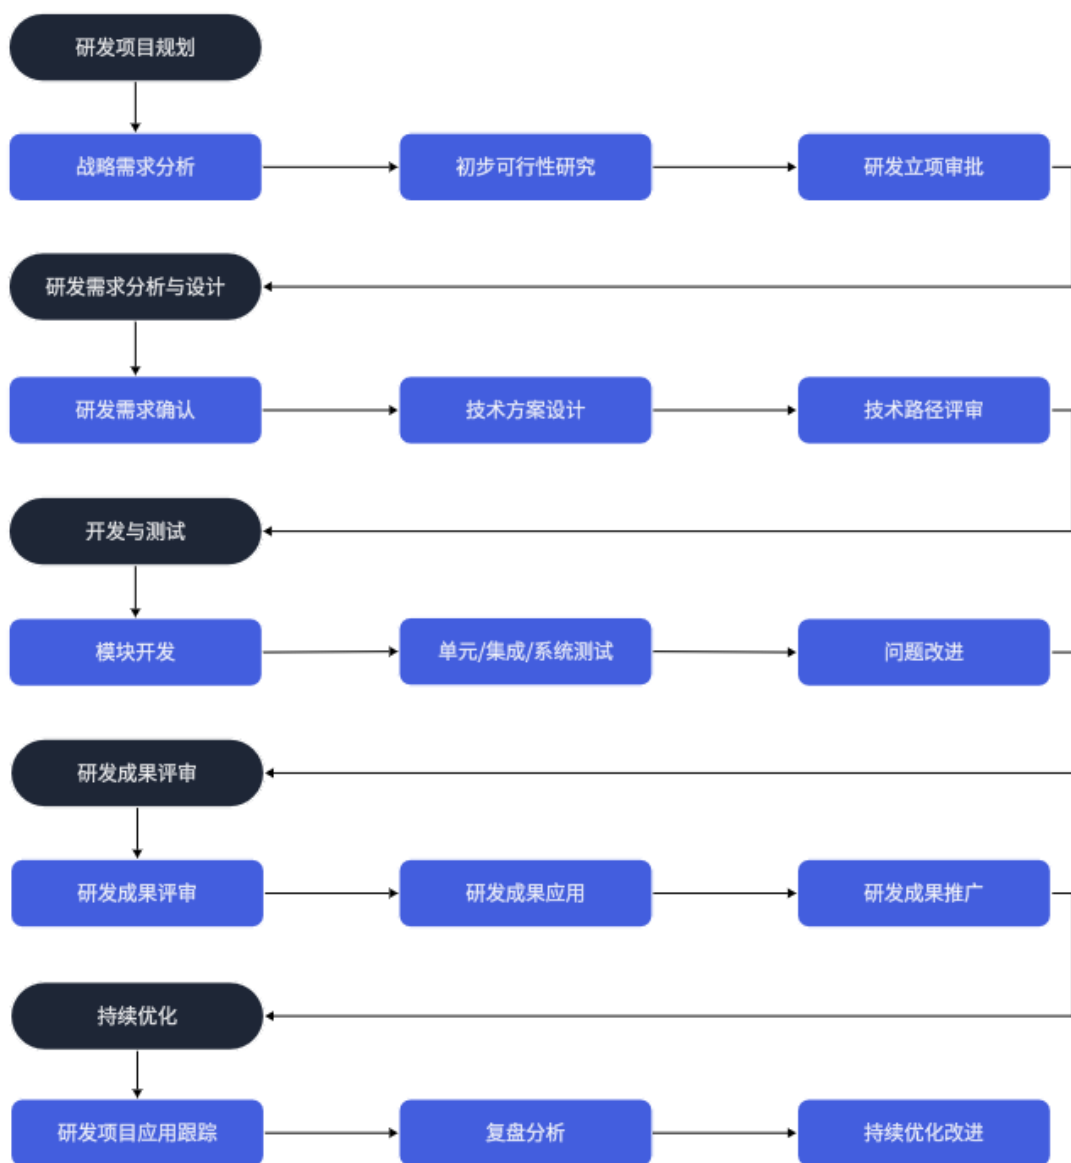 研发项目规划
战略需求分析
初步可行性研究
研发立项审批
研发需求分析与设计
研发需求确认
技术方案设计
技术路径评审
开发与测试
模块开发
单元/集成/系统测试
问题改进
研发成果评审
研发成果评审
研发成果应用
研发成果推广
持续优化
研发项目应用跟踪
复盘分析
持续优化改进